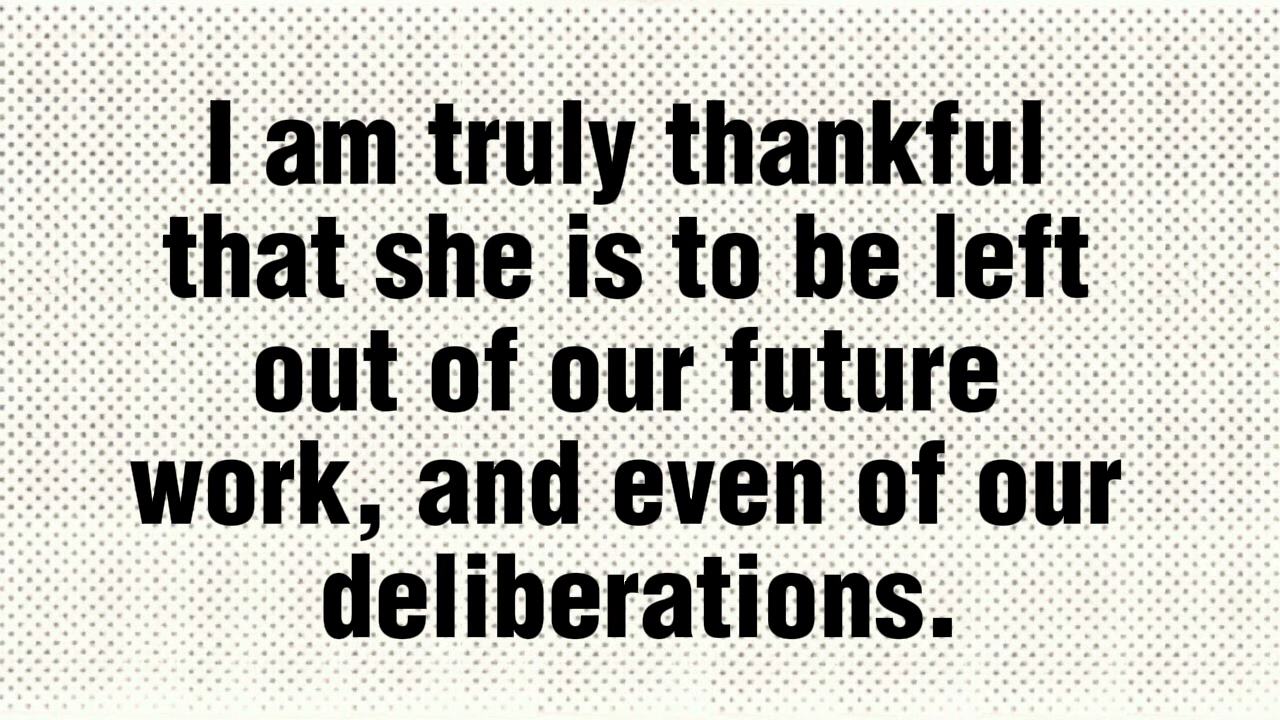 I am truly thankful
that she is to be left
out of our future
work, and even of our
deliberations.